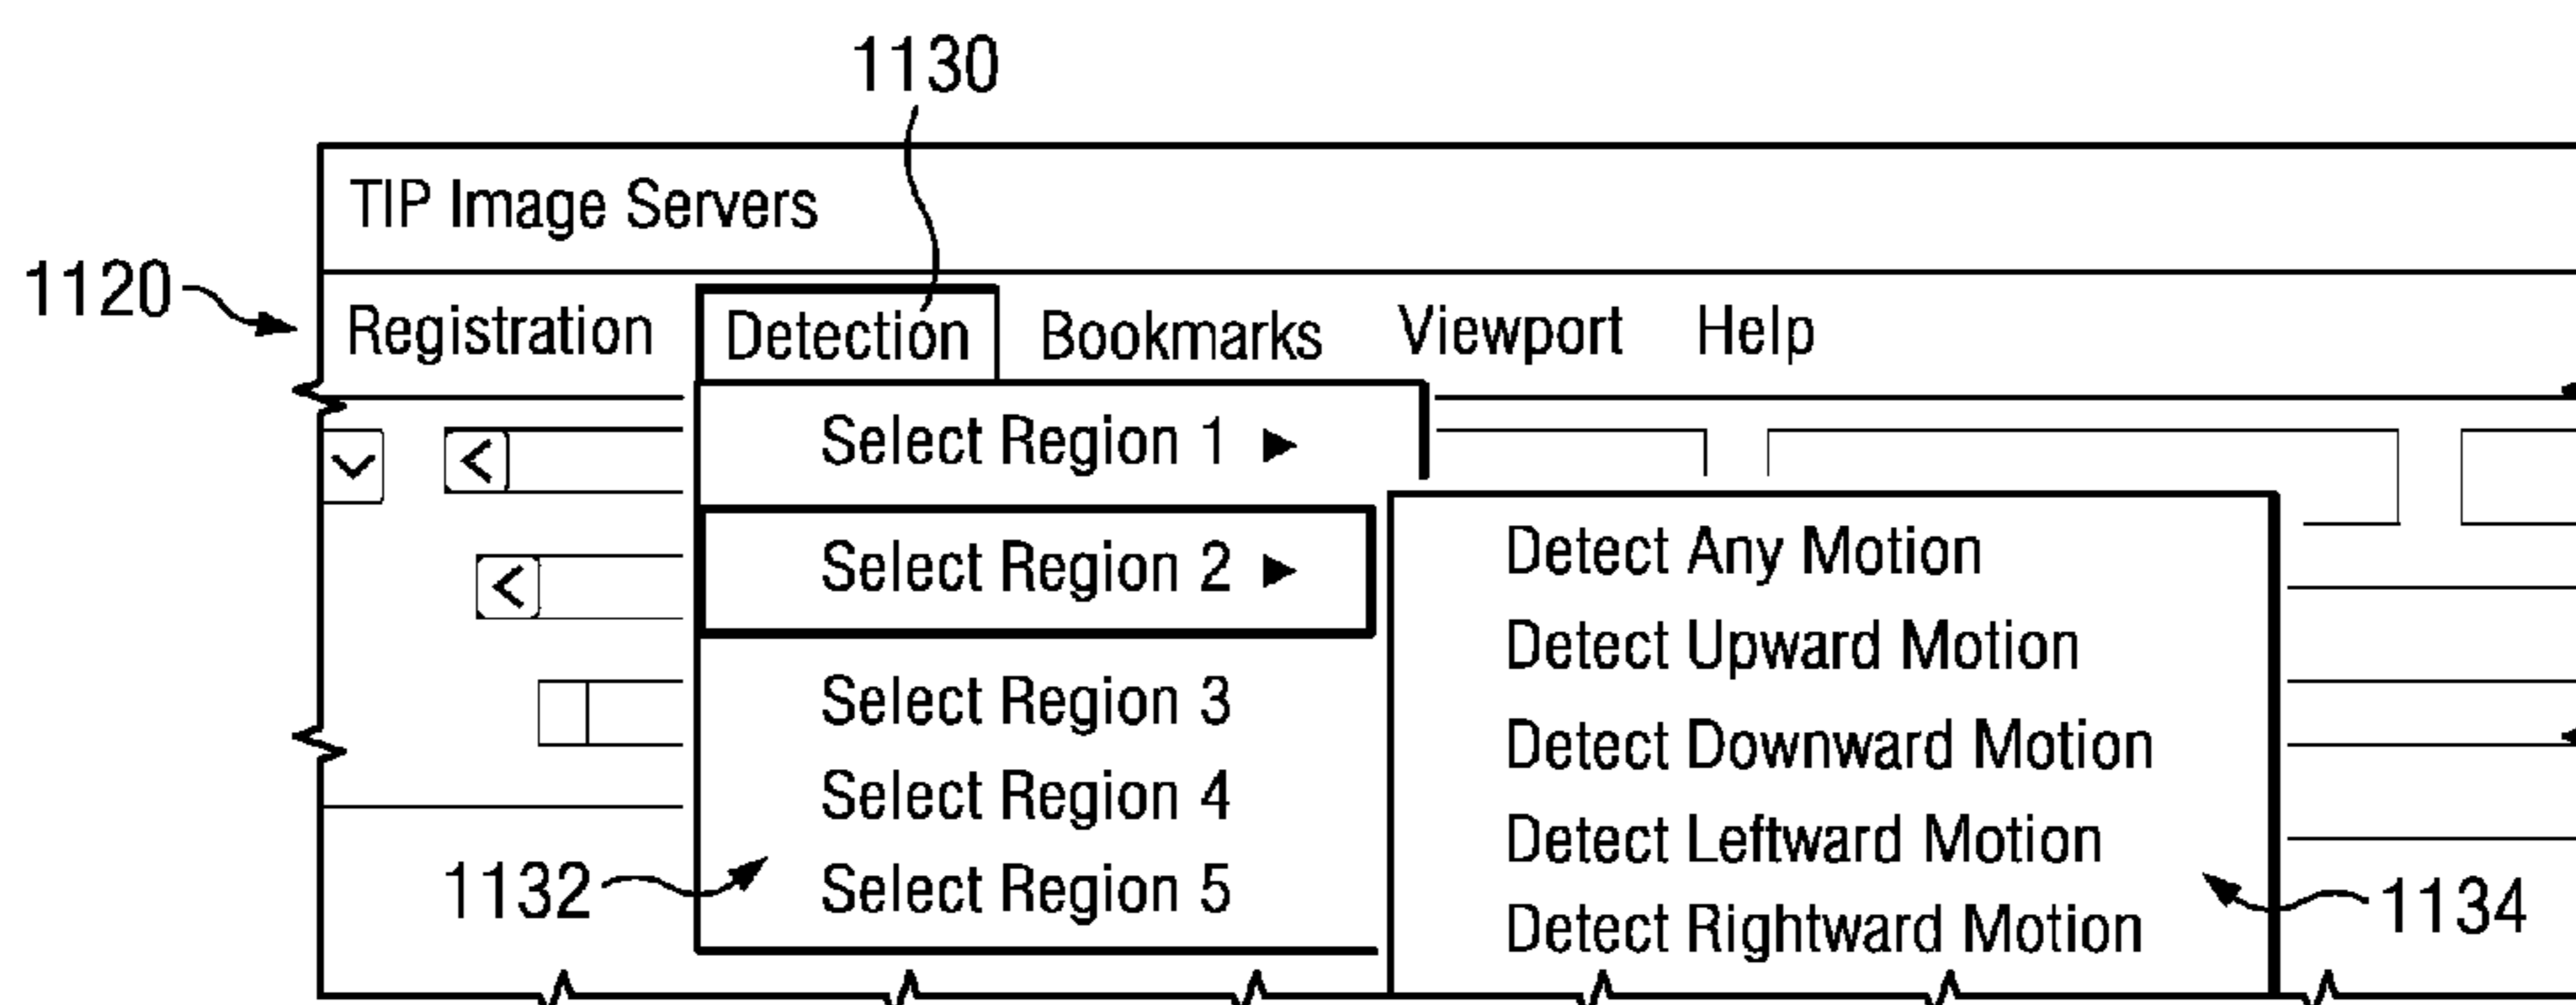 1130
TIP Image Servers
1120
Registration Detection Bookmarks Viewport Help
Select Region 1 ▶
Select Region 2 ▶
Select Region 3
Select Region 4
Select Region 5
1132
Detect Any Motion
Detect Upward Motion
Detect Downward Motion
Detect Leftward Motion
Detect Rightward Motion
1134